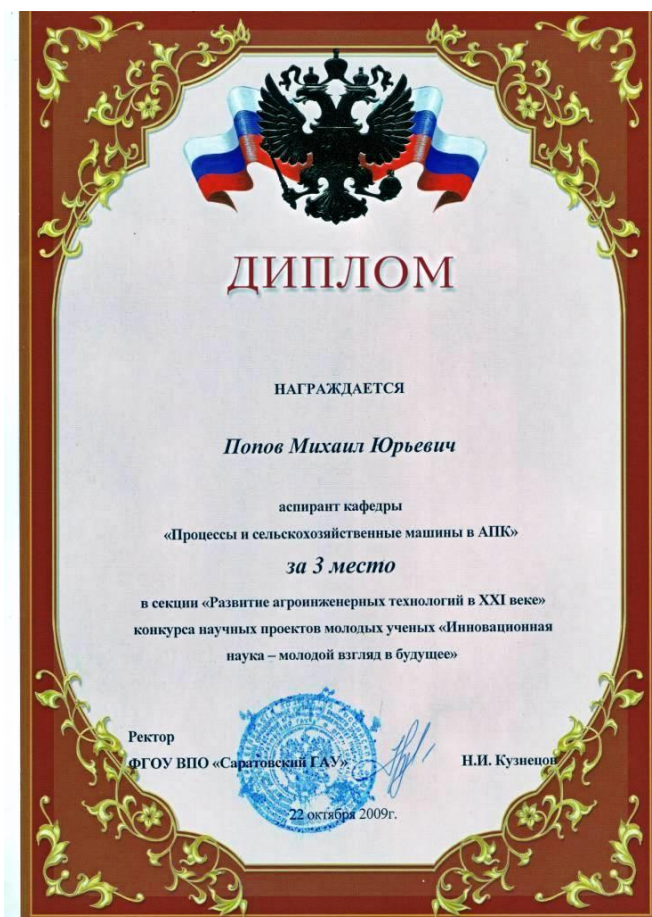 ДИПЛОМ
НАГРАЖДАЕТСЯ
Попов Михаил Юрьевич
аспирант кафедры
«Процессы и сельскохозяйственные машины в АПК»
за 3 место
в секции «Развитие агроинженерных технологий в XXI веке»
конкурса научных проектов молодых ученых «Инновационная
наука – молодой взгляд в будущее»
Ректор
ФГОУ ВПО «Саратовский ГАУ» Н.И. Кузнецов
22 октября 2009г.